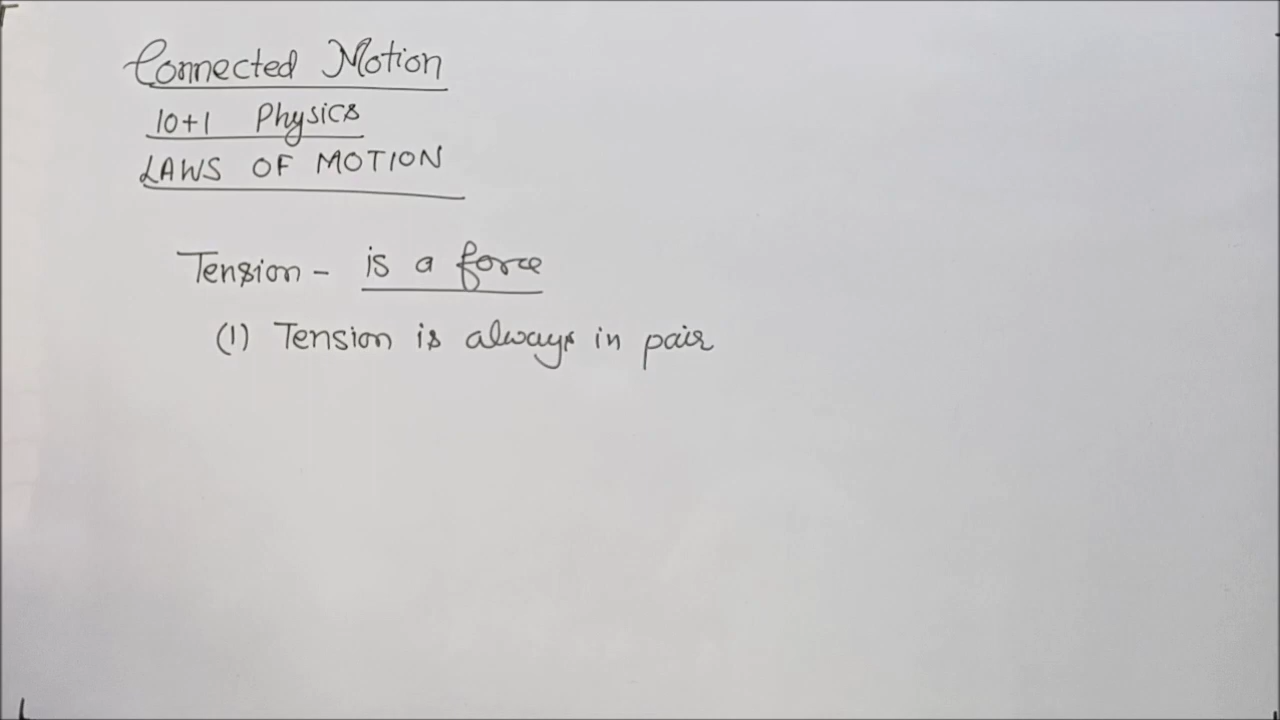 Connected Motion
10+1 Physics
LAWS OF MOTION
Tension - is a force
(1) Tension is always in pair